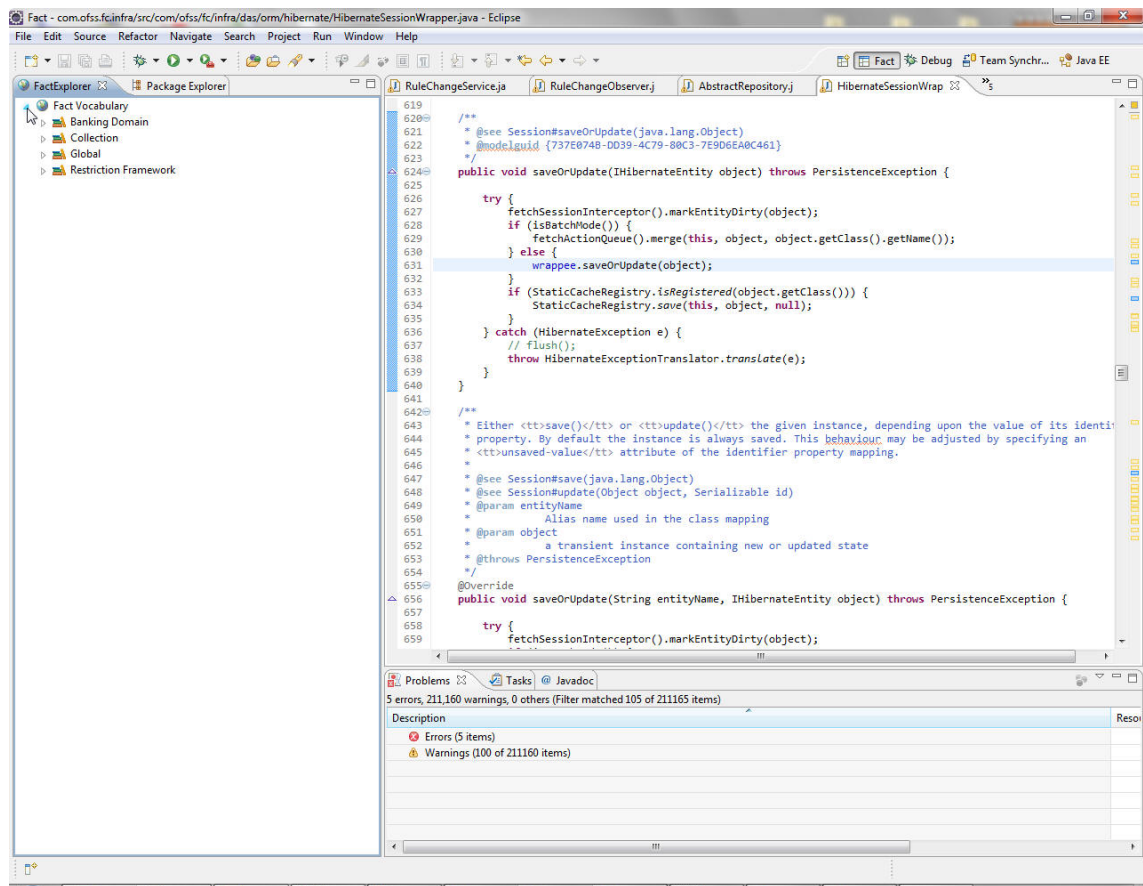 Fact - com.ofss.fc.infra/src/com/ofss/fc/infra/das/orm/hibernate/HibernateSessionWrapper.java - Eclipse
File Edit Source Refactor Navigate Search Project Run Window Help
Fact Debug Team Synchr... Java EE
FactExplorer Package Explorer
Fact Vocabulary
Banking Domain
Collection
Global
Restriction Framework
RuleChangeService.ja RuleChangeObserver.j AbstractRepository.j HibernateSessionWrap »5
619
620 /**
621 * @see Session#saveOrUpdate(java.lang.Object)
622 * @modelguid {737E074B-DD39-4C79-80C3-7E9D6EA0C461}
623 */
624 public void saveOrUpdate(IHibernateEntity object) throws PersistenceException {
625
626 try {
627 fetchSessionInterceptor().markEntityDirty(object);
628 if (isBatchMode()) {
629 fetchActionQueue().merge(this, object, object.getClass().getName());
630 } else {
631 wrappee.saveOrUpdate(object);
632 }
633 if (StaticCacheRegistry.isRegistered(object.getClass())) {
634 StaticCacheRegistry.save(this, object, null);
635 }
636 } catch (HibernateException e) {
637 // flush();
638 throw HibernateExceptionTranslator.translate(e);
639 }
640 }
641
642 /**
643 * Either <tt>save()</tt> or <tt>update()</tt> the given instance, depending upon the value of its identi
644 * property. By default the instance is always saved. This behaviour may be adjusted by specifying an
645 * <tt>unsaved-value</tt> attribute of the identifier property mapping.
646 *
647 * @see Session#save(java.lang.Object)
648 * @see Session#update(Object object, Serializable id)
649 * @param entityName
650 * Alias name used in the class mapping
651 * @param object
652 * a transient instance containing new or updated state
653 * @throws PersistenceException
654 */
655 @Override
656 public void saveOrUpdate(String entityName, IHibernateEntity object) throws PersistenceException {
657
658 try {
659 fetchSessionInterceptor().markEntityDirty(object);
Problems Tasks @ Javadoc
5 errors, 211,160 warnings, 0 others (Filter matched 105 of 211165 items)
Description Resou
Errors (5 items)
Warnings (100 of 211160 items)